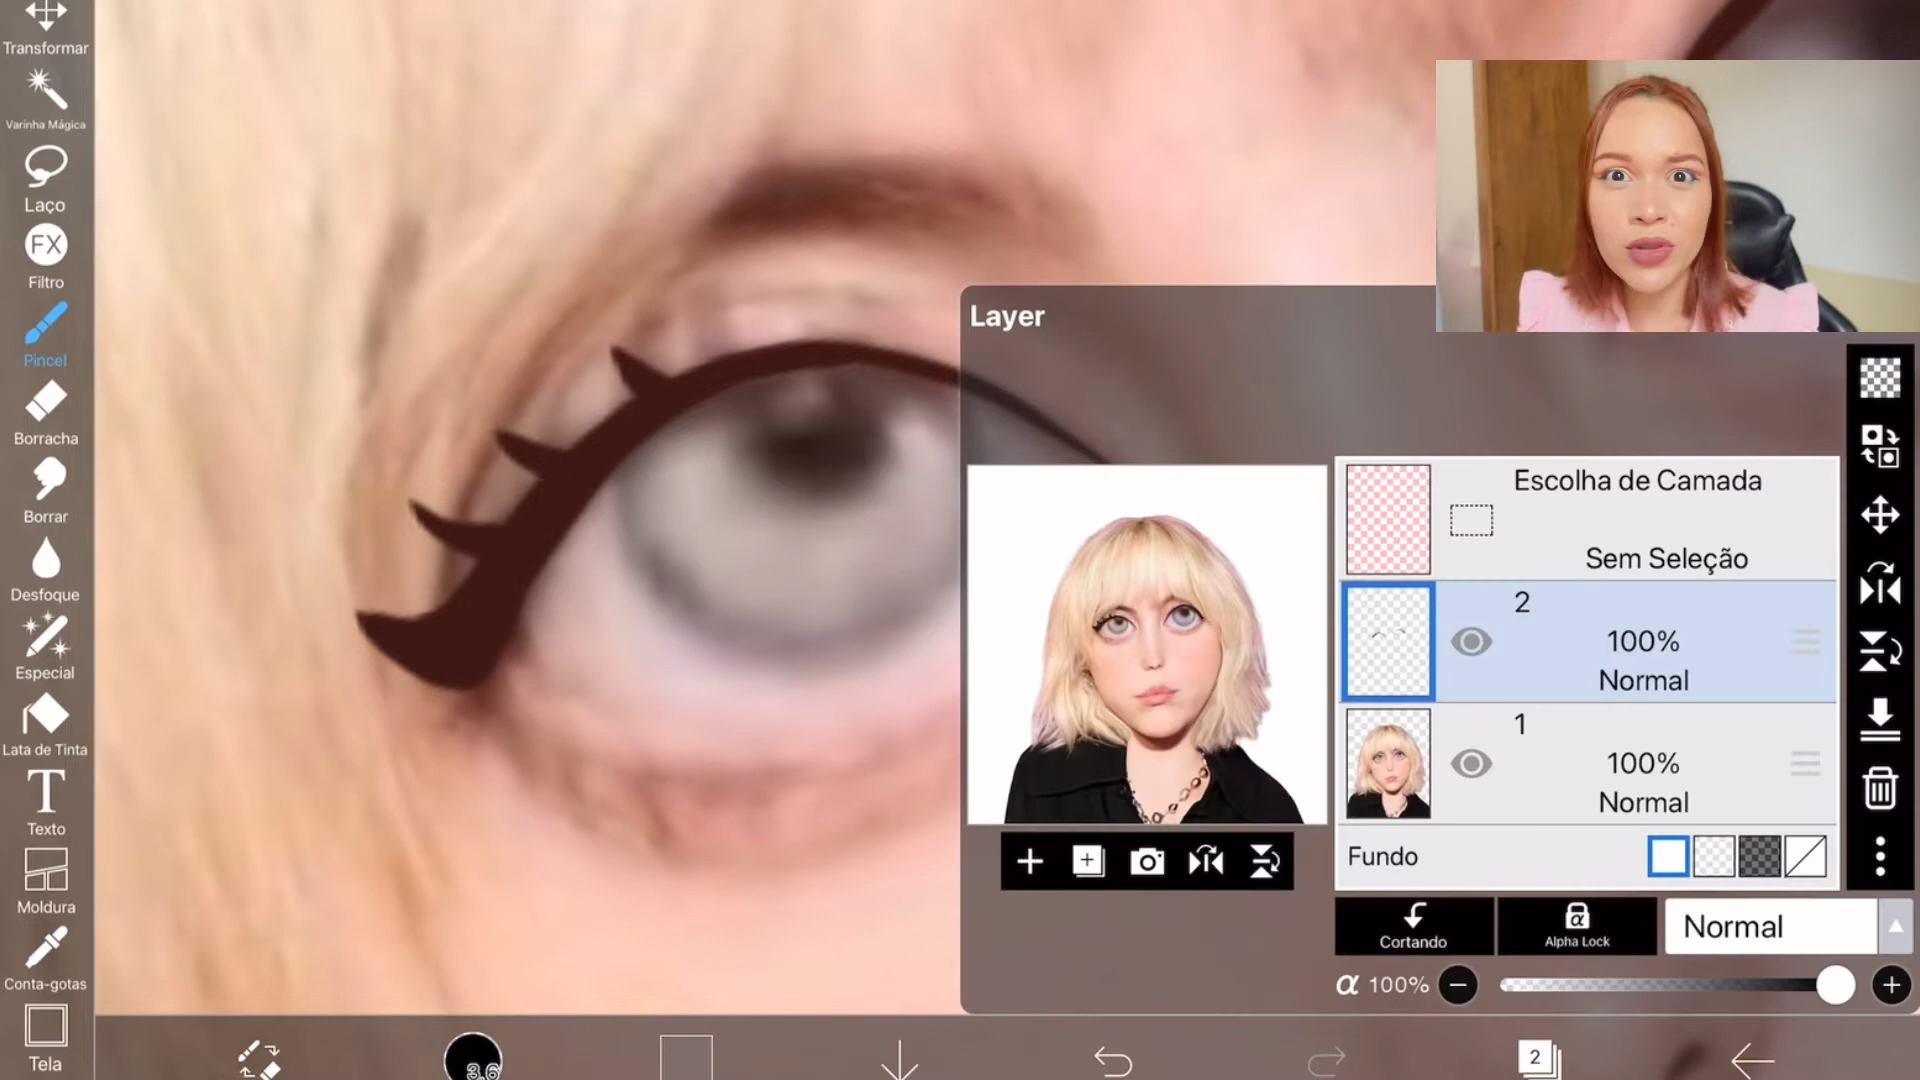 Transformar
Varinha Mágica
Laço
FX
Filtro
Pincel
Borracha
Borrar
Desfoque
Especial
Lata de Tinta
T
Texto
Moldura
Conta-gotas
Tela
Layer
Escolha de Camada
Sem Seleção
2
100%
Normal
1
100%
Normal
Fundo
Cortando
α
Alpha Lock
Normal
α 100%
3.6
2